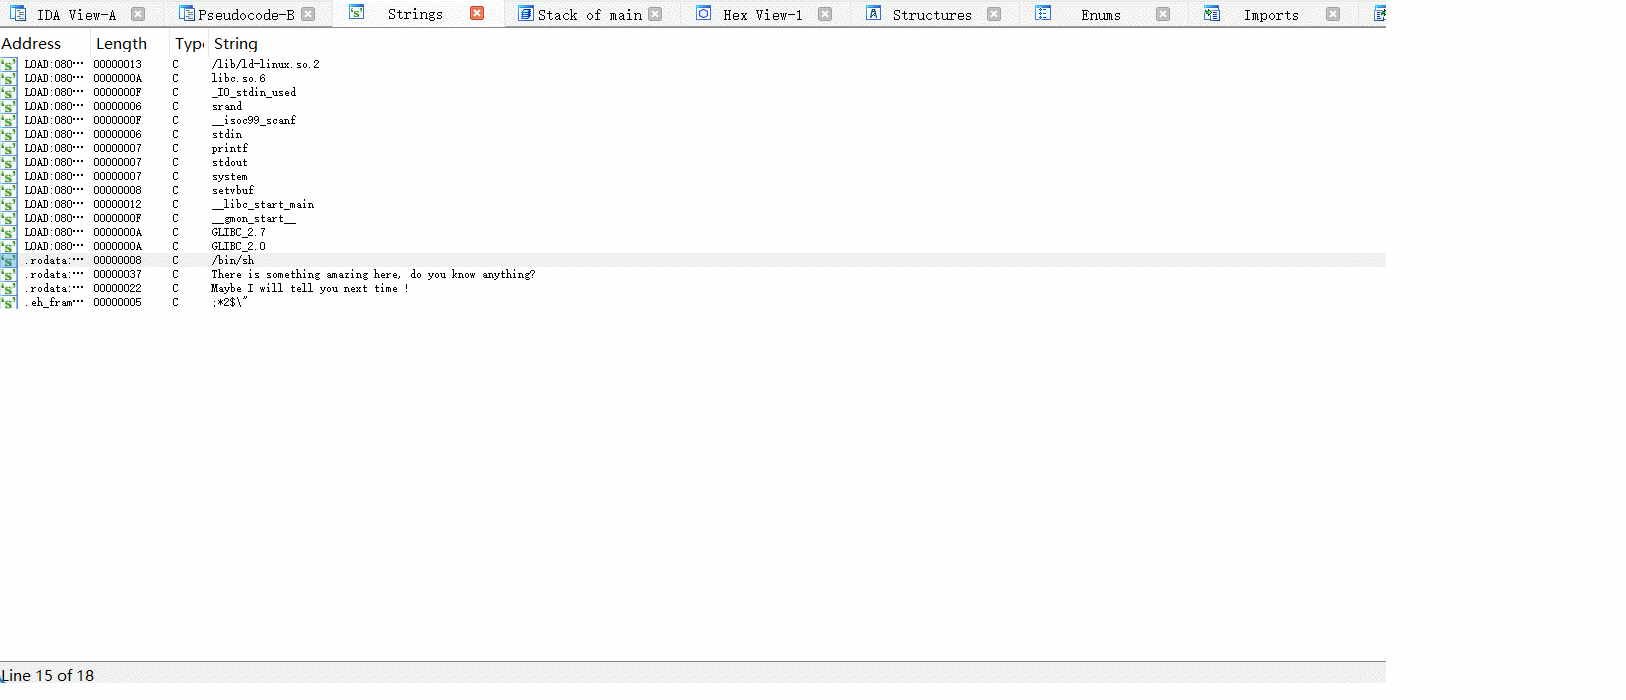 IDA View-A Pseudocode-B Strings Stack of main Hex View-1 Structures Enums Imports
Address Length Type String
LOAD:080··· 00000013 C /lib/ld-linux.so.2
LOAD:080··· 0000000A C libc.so.6
LOAD:080··· 0000000F C _IO_stdin_used
LOAD:080··· 00000006 C srand
LOAD:080··· 0000000F C __isoc99_scanf
LOAD:080··· 00000006 C stdin
LOAD:080··· 00000007 C printf
LOAD:080··· 00000007 C stdout
LOAD:080··· 00000007 C system
LOAD:080··· 00000008 C setvbuf
LOAD:080··· 00000012 C __libc_start_main
LOAD:080··· 0000000F C __gmon_start__
LOAD:080··· 0000000A C GLIBC_2.7
LOAD:080··· 0000000A C GLIBC_2.0
.rodata:··· 00000008 C /bin/sh
.rodata:··· 00000037 C There is something amazing here, do you know anything?
.rodata:··· 00000022 C Maybe I will tell you next time !
.eh_fram··· 00000005 C ;*2$\"
Line 15 of 18